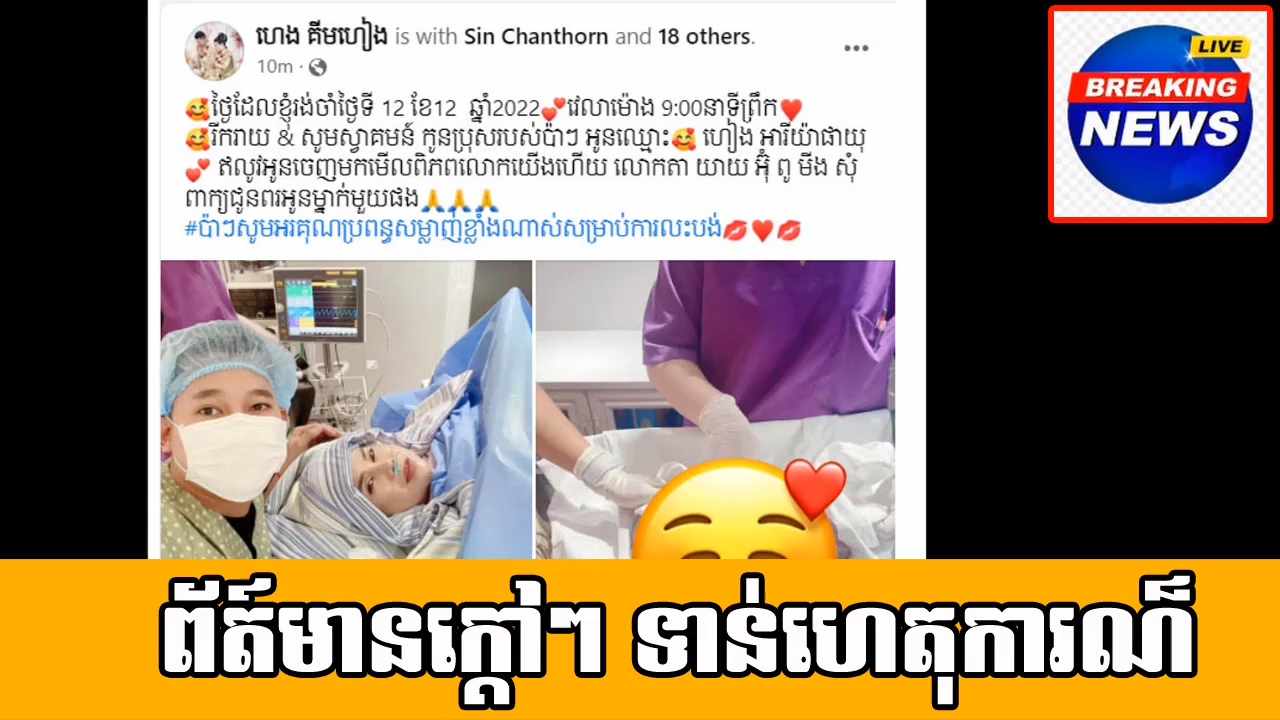 ហេង គីមហៀង is with Sin Chanthorn and 18 others.
10m ·
🥰ថ្ងៃដែលខ្ញុំរង់ចាំថ្ងៃទី 12 ខែ12 ឆ្នាំ2022💕វេលាម៉ោង 9:00នាទីព្រឹក❤️
🥰រីករាយ & សូមស្វាគមន៍ កូនប្រុសរបស់ប៉ាៗ អូនឈ្មោះ🥰 ហៀង អារីយ៉ាផាយុ
💕 ឥលូវអូនចេញមកមើលពិភពលោកយើងហើយ លោកតា យាយ អ៊ុំ ពូ មីង សុំ
ពាក្យជូនពរអូនម្នាក់មួយផង🙏🙏🙏
#ប៉ាៗសូមអរគុណប្រពន្ធសម្លាញ់ខ្លាំងណាស់សម្រាប់ការលះបង់💋❤️💋
LIVE
BREAKING
NEWS
ព័ត៍មានក្ដៅៗ ទាន់ហេតុការណ៍